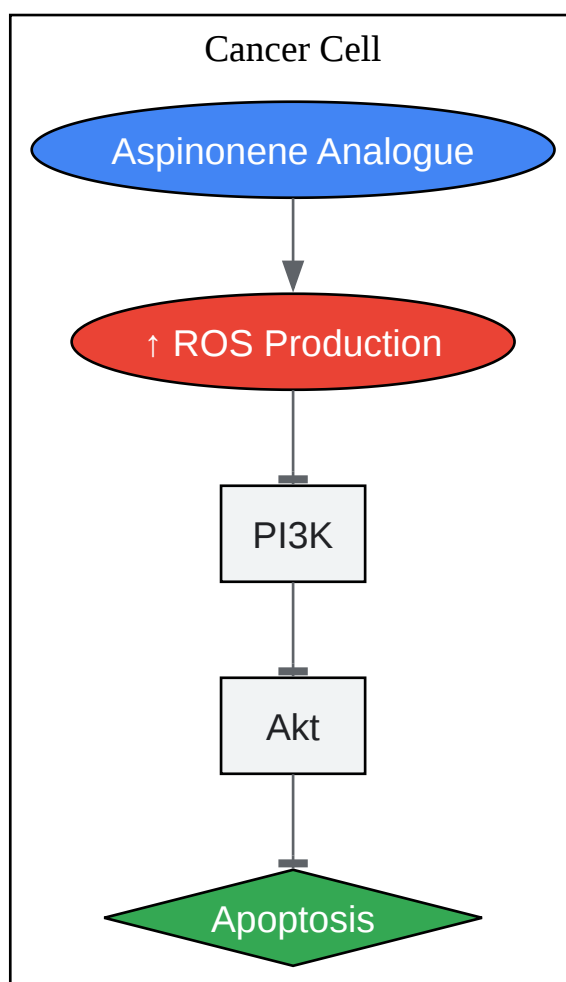 Cancer Cell
Aspinonene Analogue
↑ ROS Production
PI3K
Akt
Apoptosis